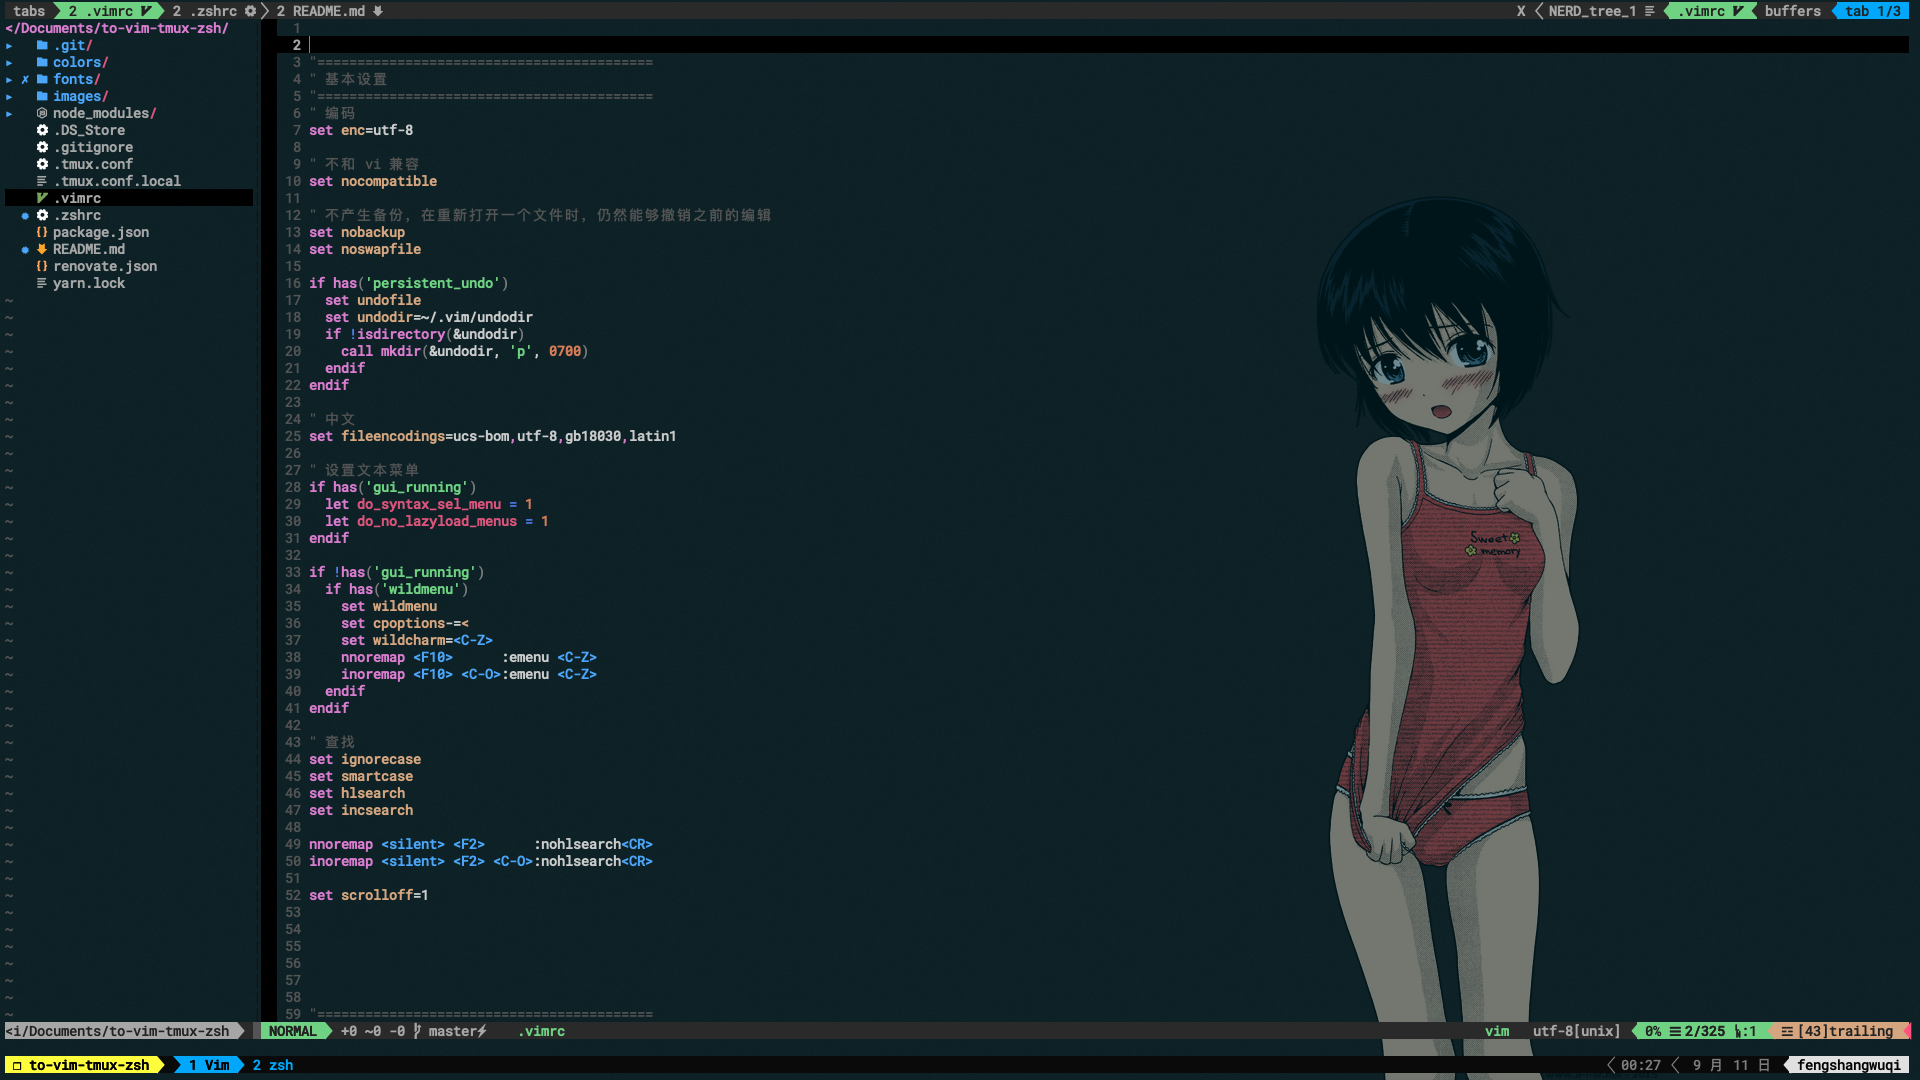 tabs 2 .vimrc 2 .zshrc 2 README.md X NERD_tree_1 .vimrc buffers tab 1/3
</Documents/to-vim-tmux-zsh/
.git/
colors/
✗ fonts/
images/
node_modules/
.DS_Store
.gitignore
.tmux.conf
.tmux.conf.local
.vimrc
.zshrc
package.json
README.md
renovate.json
yarn.lock
1
2
3 "==========================================
4 " 基本设置
5 "==========================================
6 " 编码
7 set enc=utf-8
8
9 " 不和 vi 兼容
10 set nocompatible
11
12 " 不产生备份, 在重新打开一个文件时, 仍然能够撤销之前的编辑
13 set nobackup
14 set noswapfile
15
16 if has('persistent_undo')
17   set undofile
18   set undodir=~/.vim/undodir
19   if !isdirectory(&undodir)
20     call mkdir(&undodir, 'p', 0700)
21   endif
22 endif
23
24 " 中文
25 set fileencodings=ucs-bom,utf-8,gb18030,latin1
26
27 " 设置文本菜单
28 if has('gui_running')
29   let do_syntax_sel_menu = 1
30   let do_no_lazyload_menus = 1
31 endif
32
33 if !has('gui_running')
34   if has('wildmenu')
35     set wildmenu
36     set cpoptions-=<
37     set wildcharm=<C-Z>
38     nnoremap <F10>      :emenu <C-Z>
39     inoremap <F10> <C-O>:emenu <C-Z>
40   endif
41 endif
42
43 " 查找
44 set ignorecase
45 set smartcase
46 set hlsearch
47 set incsearch
48
49 nnoremap <silent> <F2>      :nohlsearch<CR>
50 inoremap <silent> <F2> <C-O>:nohlsearch<CR>
51
52 set scrolloff=1
53
54
55
56
57
58
59 "==========================================
Sweet
memory
<i/Documents/to-vim-tmux-zsh NORMAL +0 ~0 -0 master⚡ .vimrc vim utf-8[unix] 0% ☰ 2/325 :1 [43]trailing
to-vim-tmux-zsh 1 Vim 2 zsh 00:27 9 月 11 日 fengshangwuqi